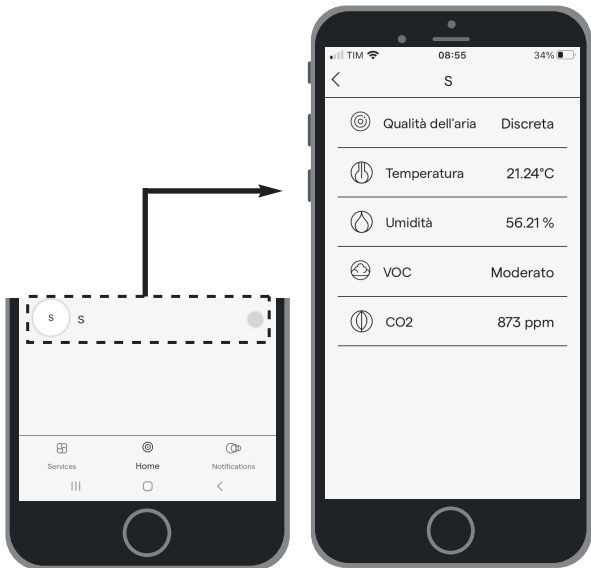 S S
Services Home Notifications
TIM 08:55 34%
S
Qualità dell'aria Discreta
Temperatura 21.24°C
Umidità 56.21 %
VOC Moderato
CO2 873 ppm